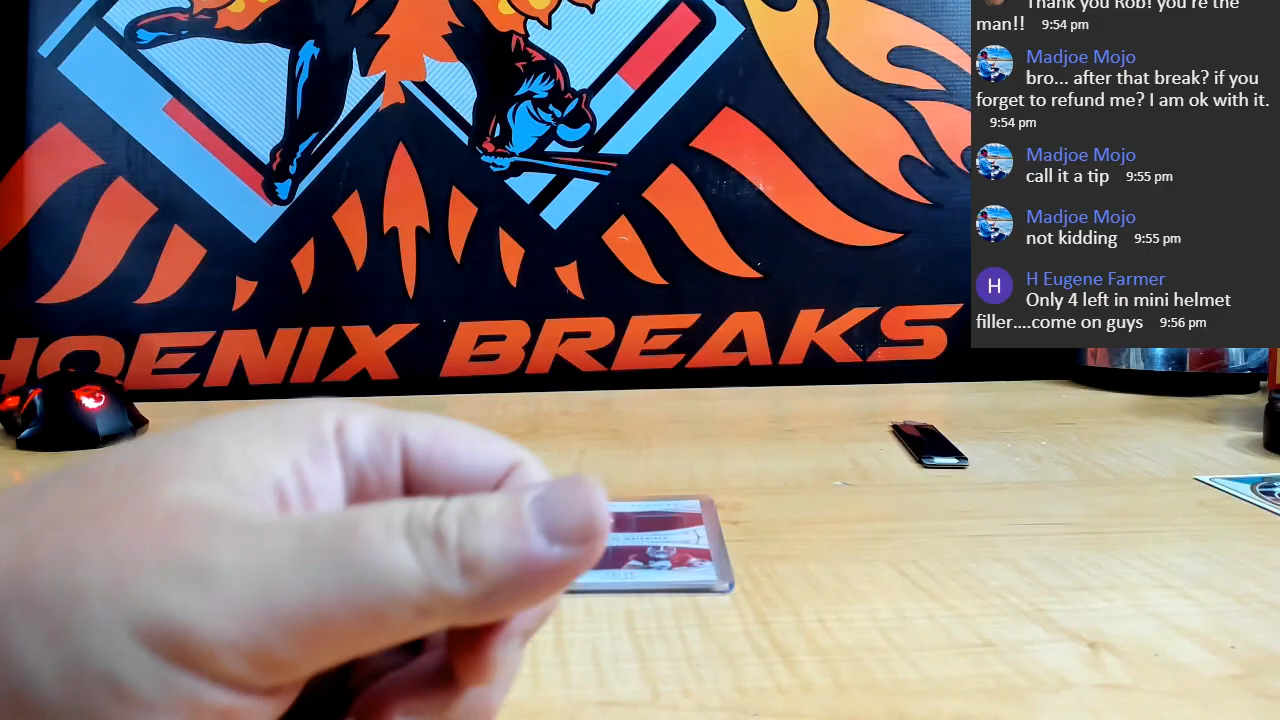 Thank you Rob! you're the
man!! 9:54 pm
Madjoe Mojo
bro... after that break? if you
forget to refund me? I am ok with it.
9:54 pm
Madjoe Mojo
call it a tip 9:55 pm
Madjoe Mojo
not kidding 9:55 pm
H
H Eugene Farmer
Only 4 left in mini helmet
filler....come on guys 9:56 pm
HOENIX BREAKS